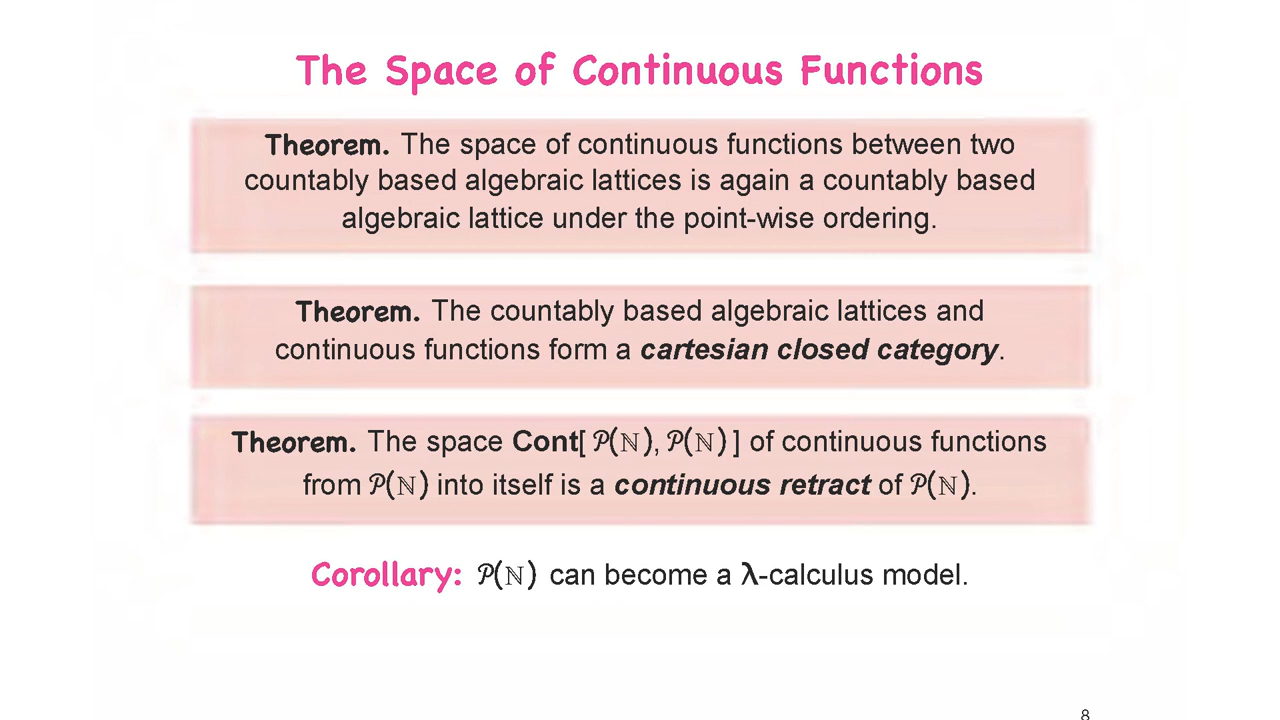 The Space of Continuous Functions
Theorem. The space of continuous functions between two
countably based algebraic lattices is again a countably based
algebraic lattice under the point-wise ordering.
Theorem. The countably based algebraic lattices and
continuous functions form a cartesian closed category.
Theorem. The space Cont[ 𝒫(ℕ), 𝒫(ℕ) ] of continuous functions
from 𝒫(ℕ) into itself is a continuous retract of 𝒫(ℕ).
Corollary: 𝒫(ℕ) can become a λ-calculus model.
8